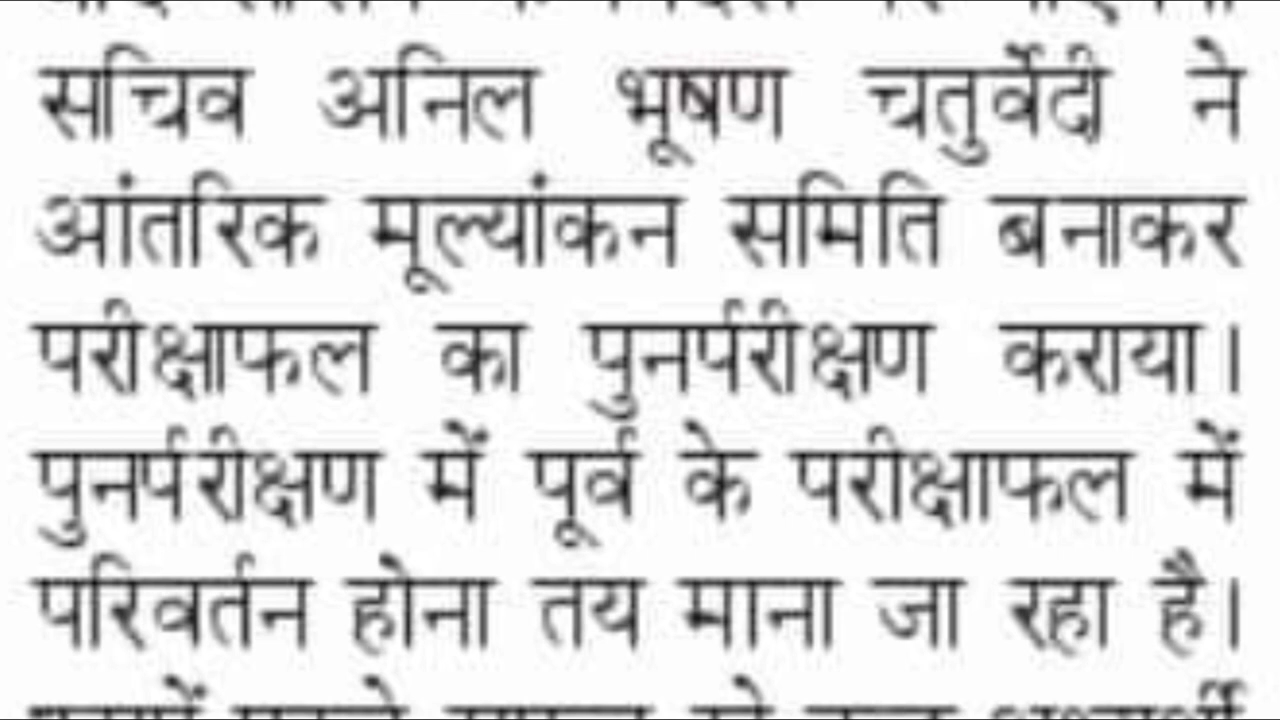 सचिव अनिल भूषण चतुर्वेदी ने
आंतरिक मूल्यांकन समिति बनाकर
परीक्षाफल का पुनर्परीक्षण कराया।
पुनर्परीक्षण में पूर्व के परीक्षाफल में
परिवर्तन होना तय माना जा रहा है।